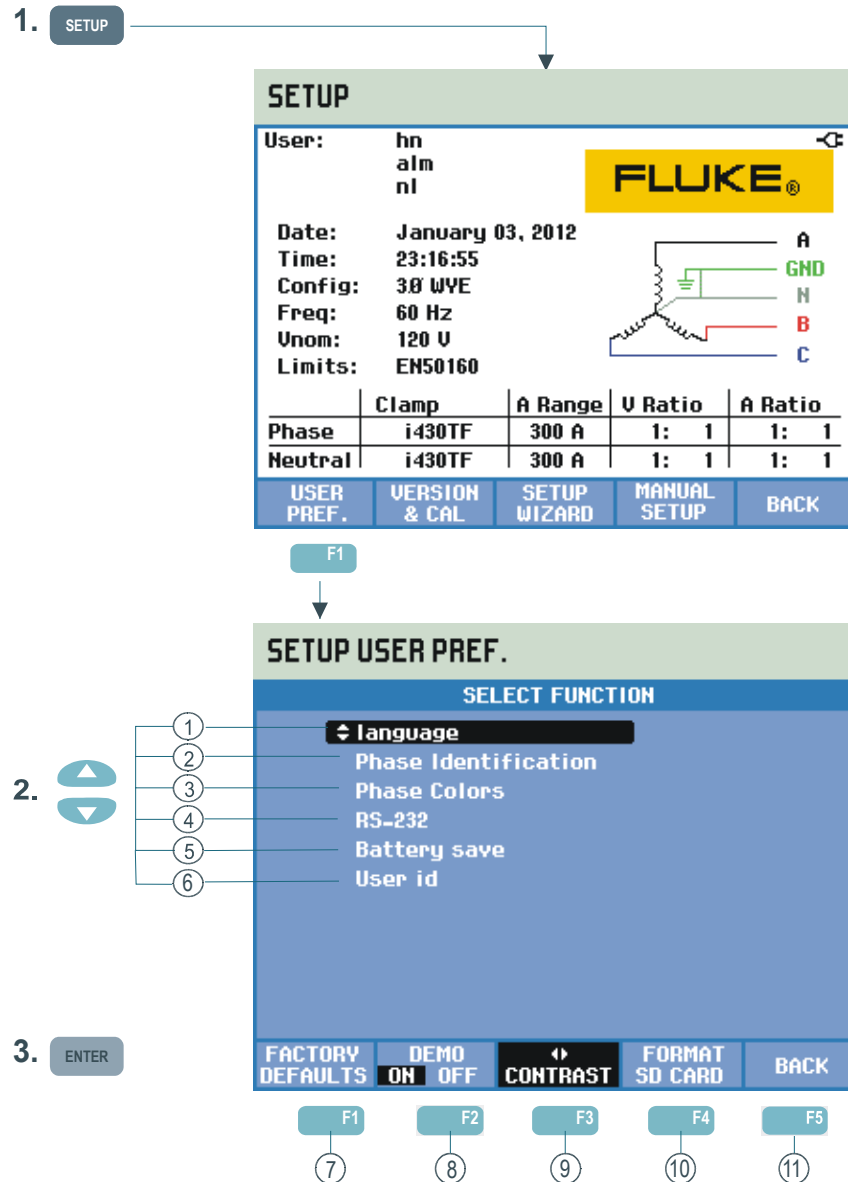 1. SETUP
SETUP
User: hn
alm
nl
FLUKE®
Date: January 03, 2012
Time: 23:16:55
Config: 3Ø WYE
Freq: 60 Hz
Vnom: 120 V
Limits: EN50160
A
GND
N
B
C
Clamp A Range V Ratio A Ratio
Phase i430TF 300 A 1: 1 1: 1
Neutral i430TF 300 A 1: 1 1: 1
USER PREF. VERSION & CAL SETUP WIZARD MANUAL SETUP BACK
F1
SETUP USER PREF.
SELECT FUNCTION
1 language
2 Phase Identification
3 Phase Colors
2.
4 RS-232
5 Battery save
6 User id
3. ENTER
FACTORY DEFAULTS DEMO ON OFF CONTRAST FORMAT SD CARD BACK
F1 F2 F3 F4 F5
7 8 9 10 11